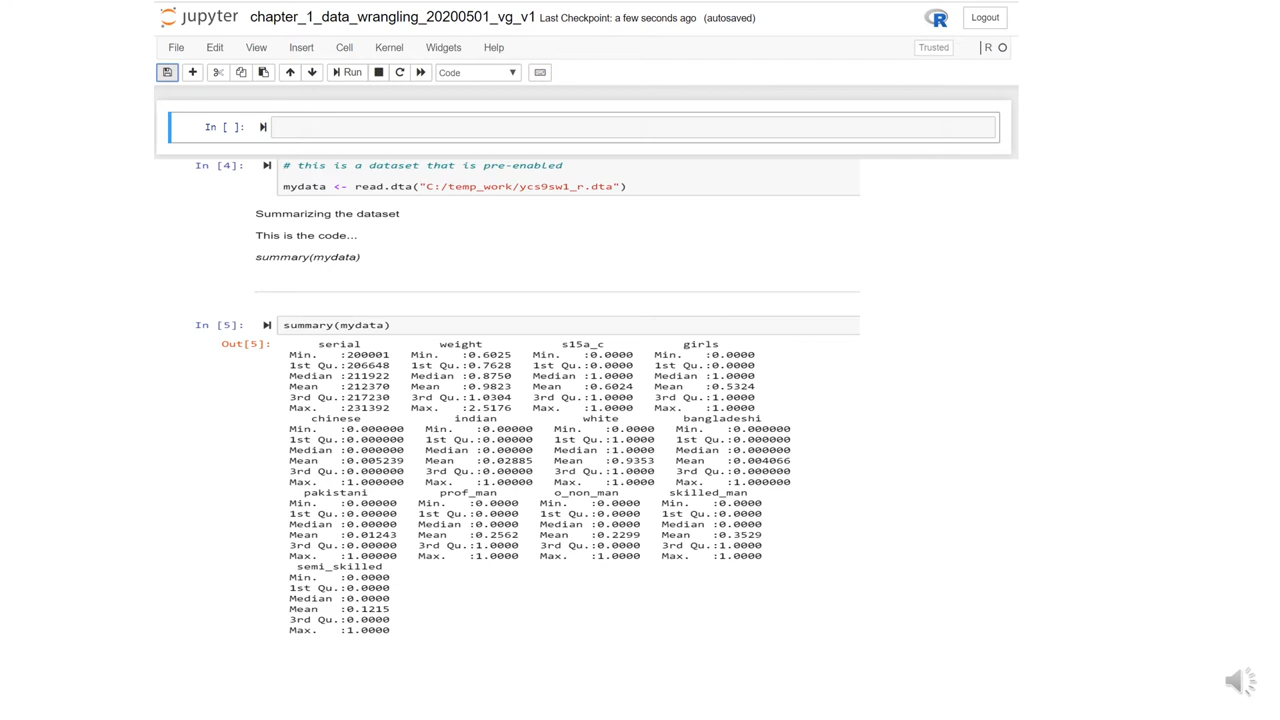 jupyter chapter_1_data_wrangling_20200501_vg_v1 Last Checkpoint: a few seconds ago (autosaved) Logout
File Edit View Insert Cell Kernel Widgets Help Trusted R
Run Code
In [ ]:
In [4]: # this is a dataset that is pre-enabled
mydata <- read.dta("C:/temp_work/ycs9sw1_r.dta")
Summarizing the dataset
This is the code...
summary(mydata)
In [5]: summary(mydata)
Out[5]: serial weight s15a_c girls
Min. :200001 Min. :0.6025 Min. :0.0000 Min. :0.0000
1st Qu.:206648 1st Qu.:0.7628 1st Qu.:0.0000 1st Qu.:0.0000
Median :211922 Median :0.8750 Median :1.0000 Median :1.0000
Mean :212370 Mean :0.9823 Mean :0.6024 Mean :0.5324
3rd Qu.:217230 3rd Qu.:1.0304 3rd Qu.:1.0000 3rd Qu.:1.0000
Max. :231392 Max. :2.5176 Max. :1.0000 Max. :1.0000
chinese indian white bangladeshi
Min. :0.000000 Min. :0.00000 Min. :0.0000 Min. :0.000000
1st Qu.:0.000000 1st Qu.:0.00000 1st Qu.:1.0000 1st Qu.:0.000000
Median :0.000000 Median :0.00000 Median :1.0000 Median :0.000000
Mean :0.005239 Mean :0.02885 Mean :0.9353 Mean :0.004066
3rd Qu.:0.000000 3rd Qu.:0.00000 3rd Qu.:1.0000 3rd Qu.:0.000000
Max. :1.000000 Max. :1.00000 Max. :1.0000 Max. :1.000000
pakistani prof_man o_non_man skilled_man
Min. :0.00000 Min. :0.0000 Min. :0.0000 Min. :0.0000
1st Qu.:0.00000 1st Qu.:0.0000 1st Qu.:0.0000 1st Qu.:0.0000
Median :0.00000 Median :0.0000 Median :0.0000 Median :0.0000
Mean :0.01243 Mean :0.2562 Mean :0.2299 Mean :0.3529
3rd Qu.:0.00000 3rd Qu.:1.0000 3rd Qu.:0.0000 3rd Qu.:1.0000
Max. :1.00000 Max. :1.0000 Max. :1.0000 Max. :1.0000
semi_skilled
Min. :0.0000
1st Qu.:0.0000
Median :0.0000
Mean :0.1215
3rd Qu.:0.0000
Max. :1.0000